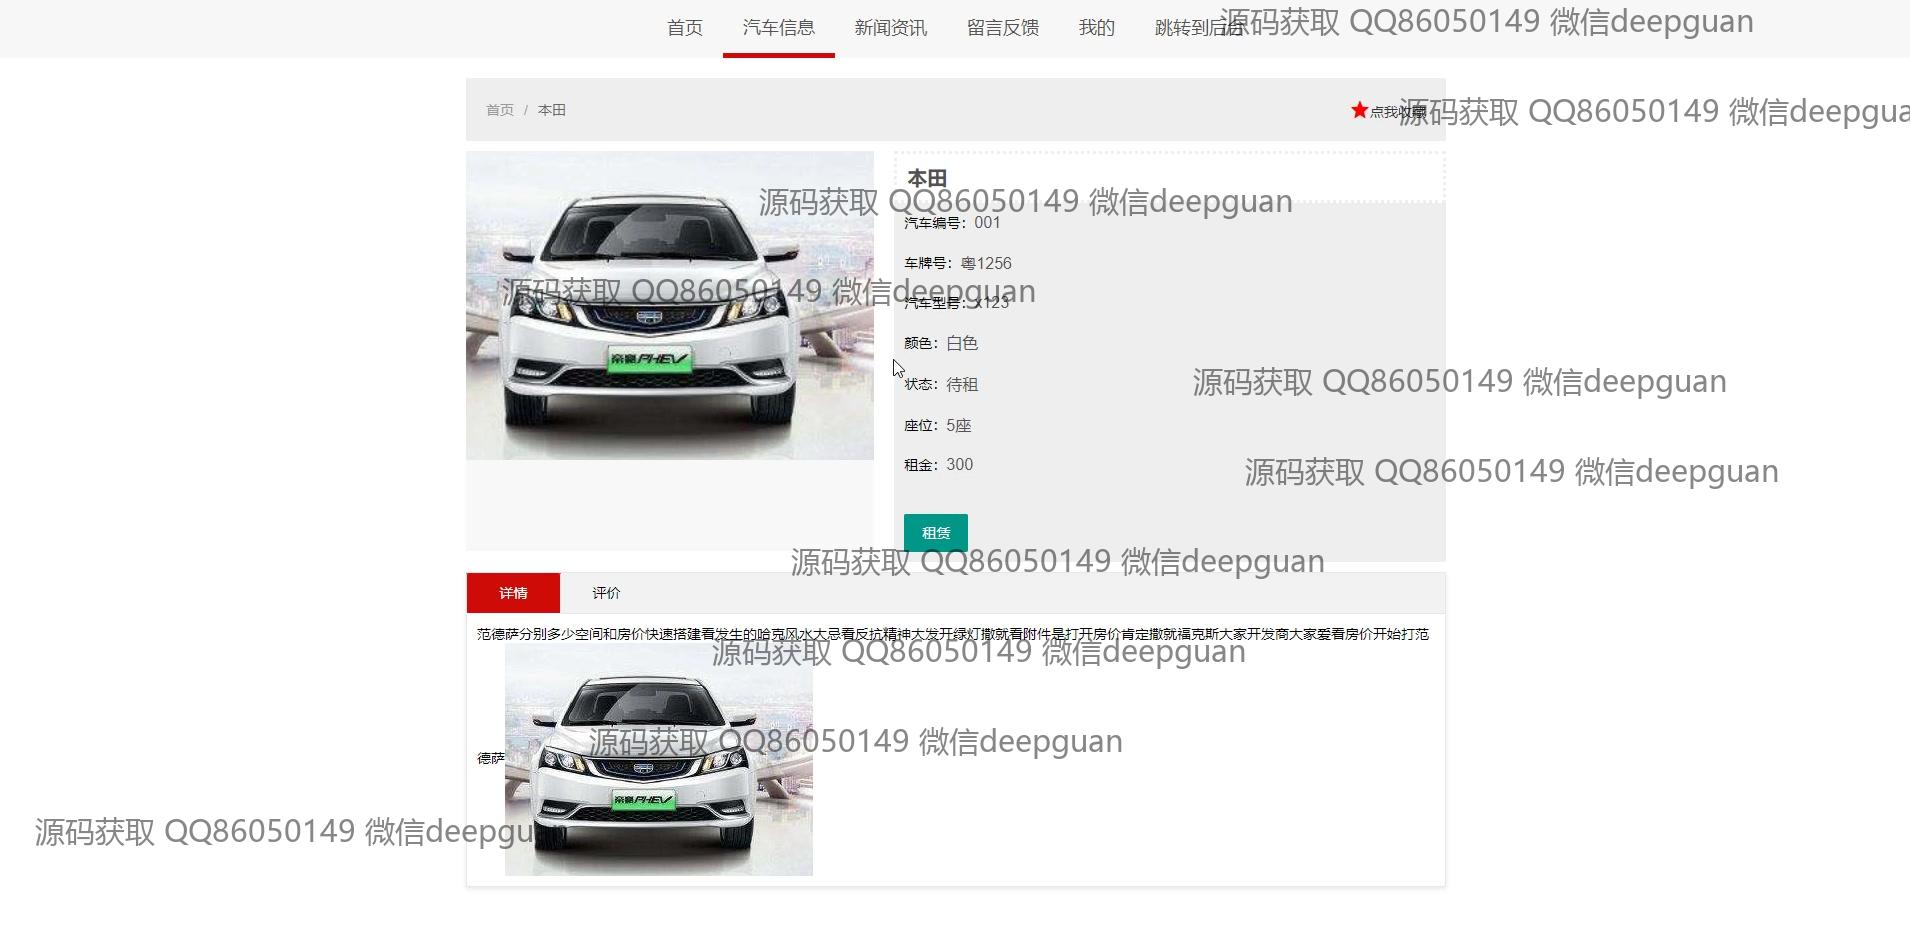 首页 汽车信息 新闻资讯 留言反馈 我的 跳转到后台
源码获取 QQ86050149 微信deepguan
首页 / 本田
点我收藏
源码获取 QQ86050149 微信deepgua
本田
源码获取 QQ86050149 微信deepguan
汽车编号：001
车牌号：粤1256
源码获取 QQ86050149 微信deepguan
汽车型号：x123
颜色：白色
帝豪PHEV
源码获取 QQ86050149 微信deepguan
状态：待租
座位：5座
租金：300
源码获取 QQ86050149 微信deepguan
租赁
源码获取 QQ86050149 微信deepguan
详情 评价
范德萨分别多少空间和房价快速搭建看发生的哈克风水大忌看反抗精神大发开绿灯撒就看附件是打开房价肯定撒就福克斯大家开发商大家爱看房价开始打范
源码获取 QQ86050149 微信deepguan
源码获取 QQ86050149 微信deepguan
德萨
帝豪PHEV
源码获取 QQ86050149 微信deepgu